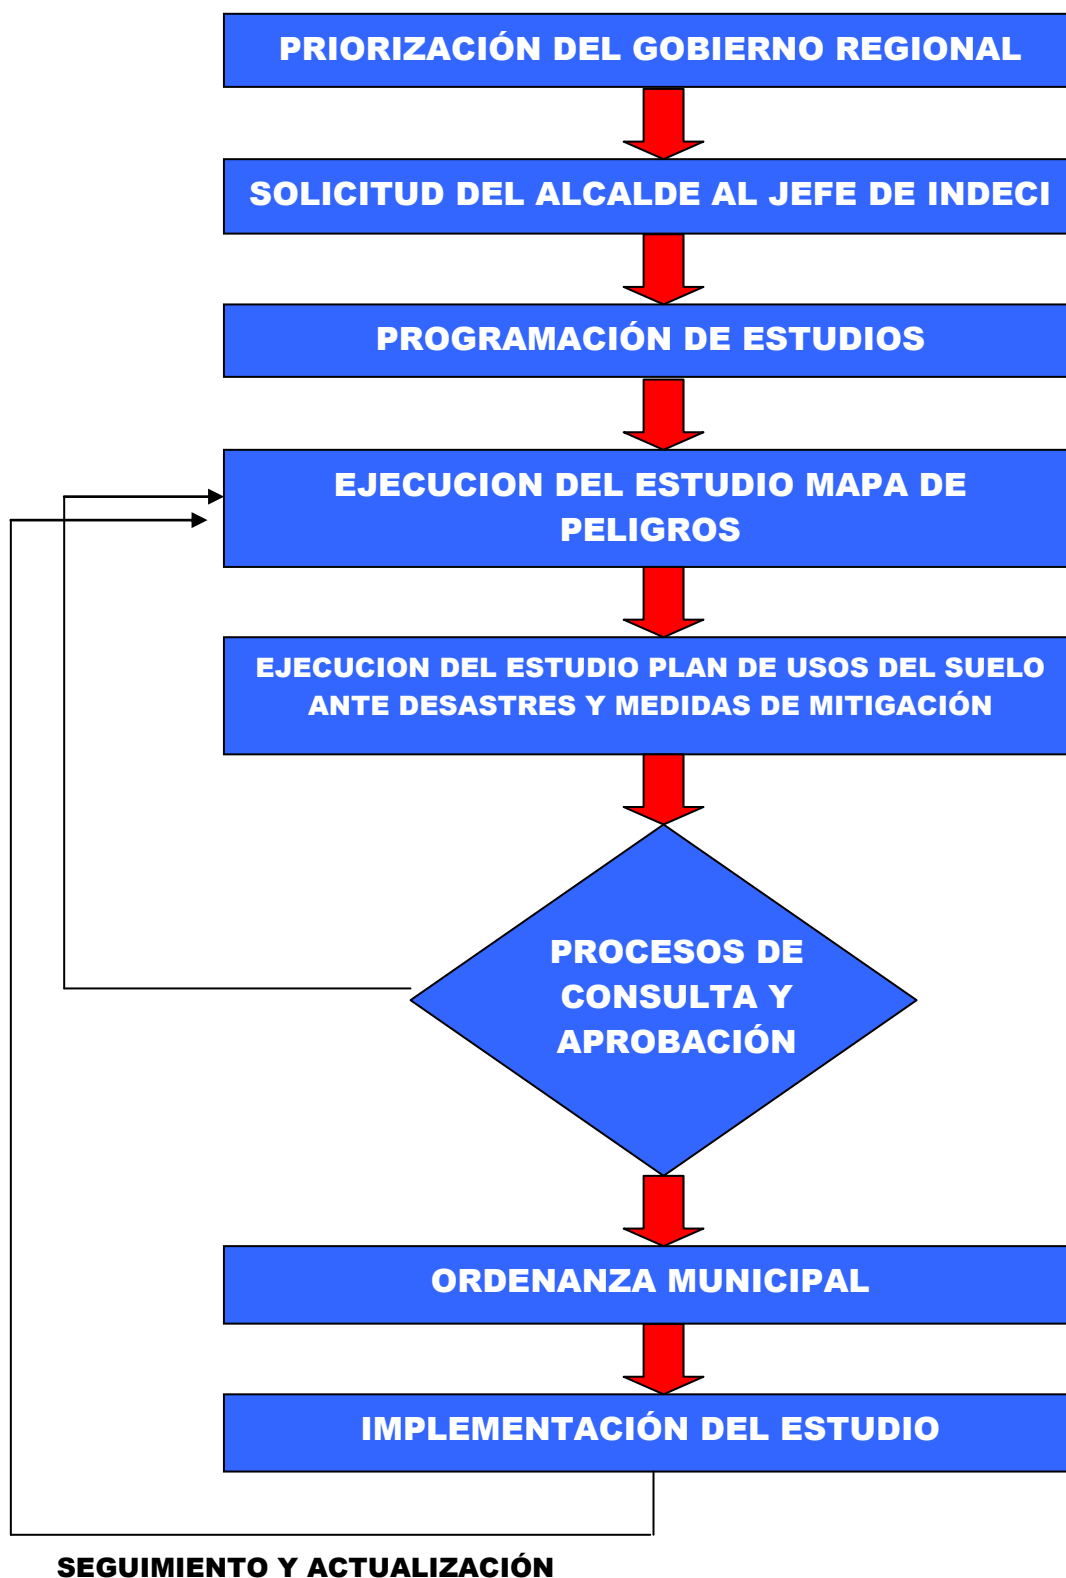 PRIORIZACIÓN DEL GOBIERNO REGIONAL
SOLICITUD DEL ALCALDE AL JEFE DE INDECI
PROGRAMACIÓN DE ESTUDIOS
EJECUCION DEL ESTUDIO MAPA DE
PELIGROS
EJECUCION DEL ESTUDIO PLAN DE USOS DEL SUELO
ANTE DESASTRES Y MEDIDAS DE MITIGACIÓN
PROCESOS DE
CONSULTA Y
APROBACIÓN
ORDENANZA MUNICIPAL
IMPLEMENTACIÓN DEL ESTUDIO
SEGUIMIENTO Y ACTUALIZACIÓN